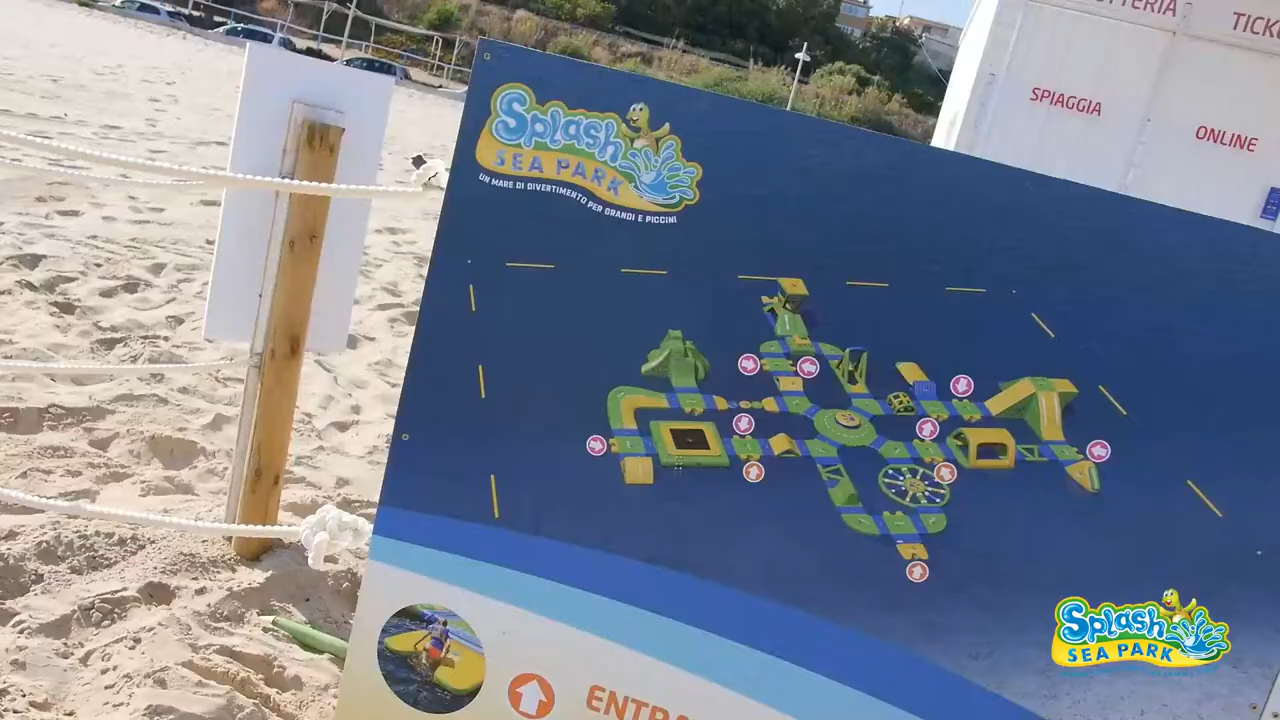 TICK
SPIAGGIA
ONLINE
Splash
SEA PARK
UN MARE DI DIVERTIMENTO PER GRANDI E PICCINI
ENTRA
Splash
SEA PARK